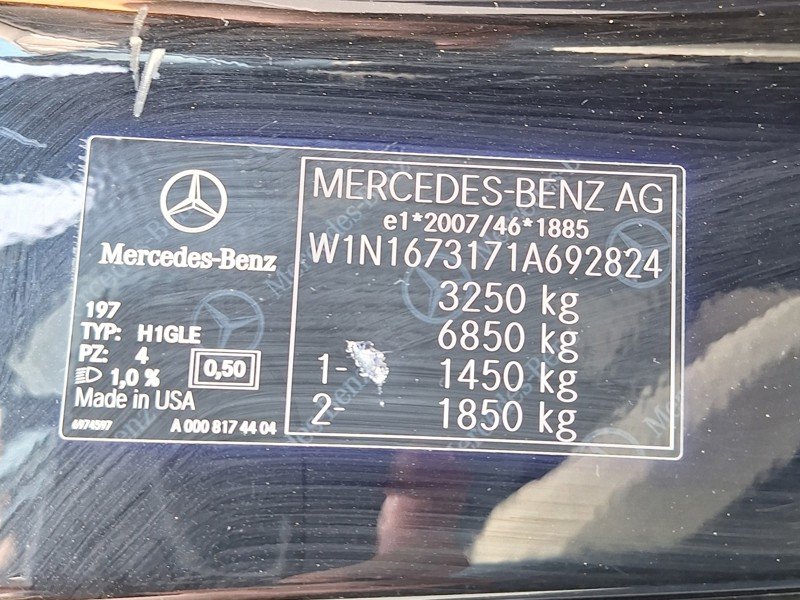 Mercedes-Benz
197
TYP: H1GLE
PZ: 4
1,0 %
0,50
Made in USA
A 000 817 44 04
MERCEDES-BENZ AG
e1*2007/46*1885
W1N1673171A692824
3250 kg
6850 kg
1- 1450 kg
2- 1850 kg